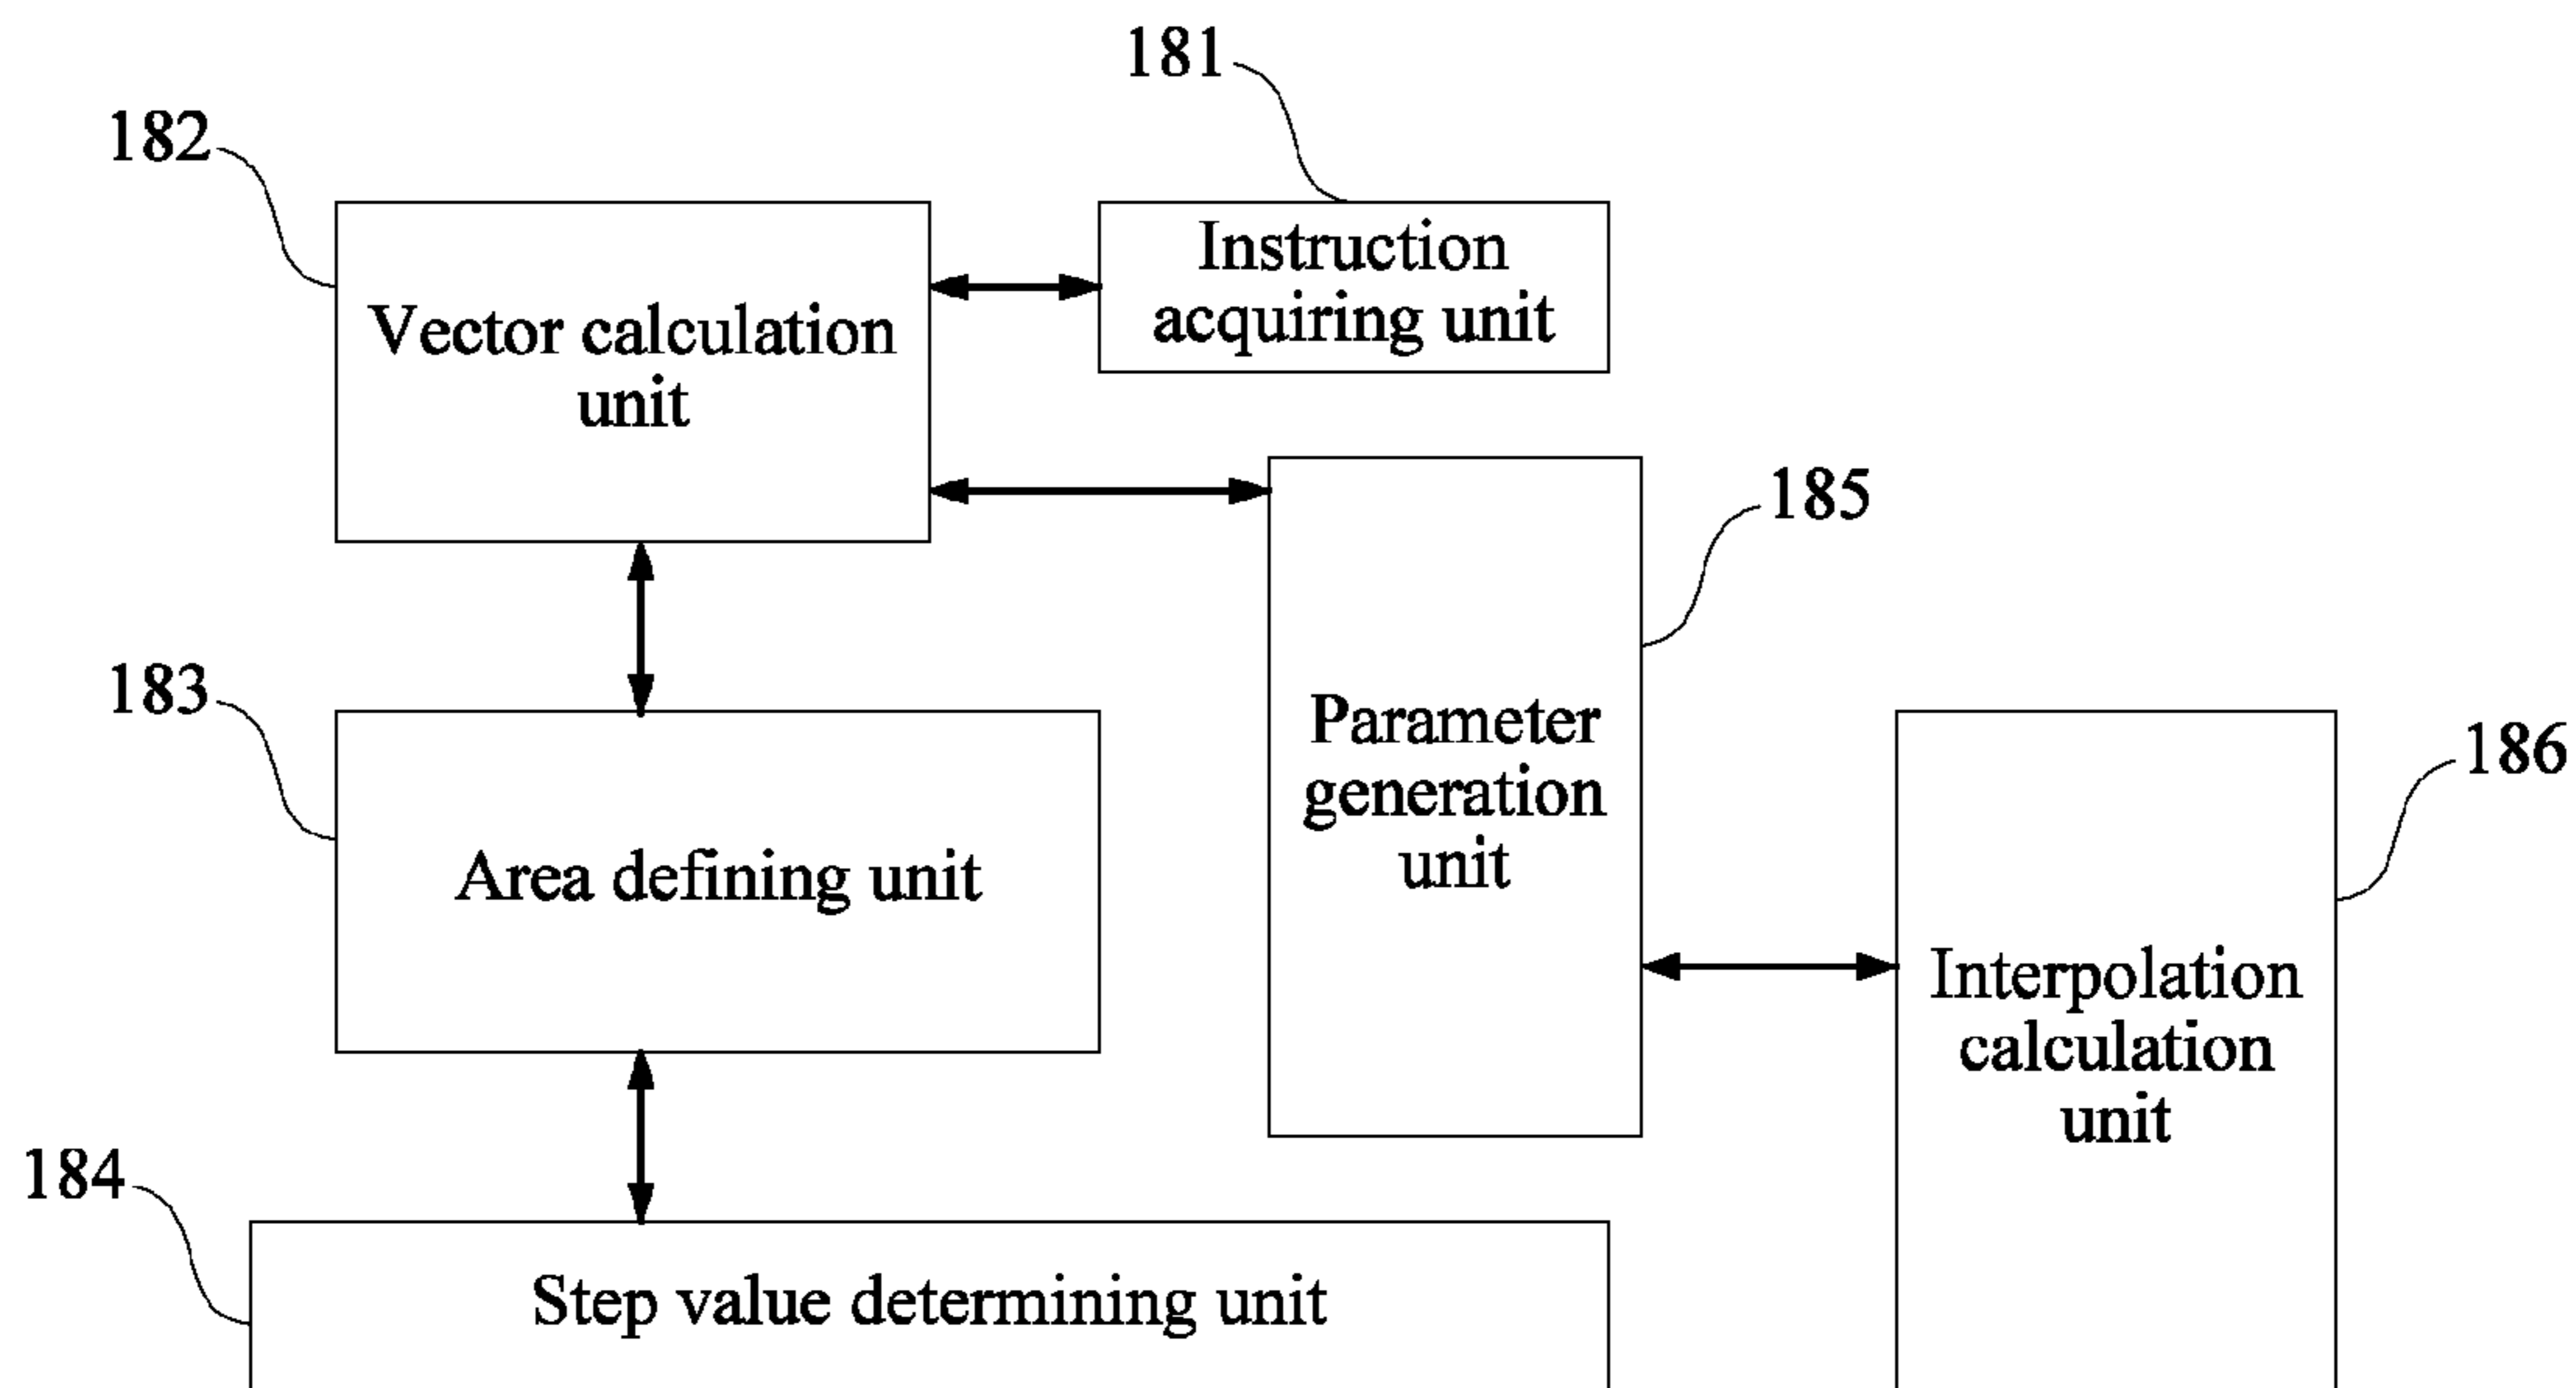 181
182
Instruction
acquiring unit
Vector calculation
unit
185
183
Parameter
generation
unit
186
Area defining unit
Interpolation
calculation
unit
184
Step value determining unit